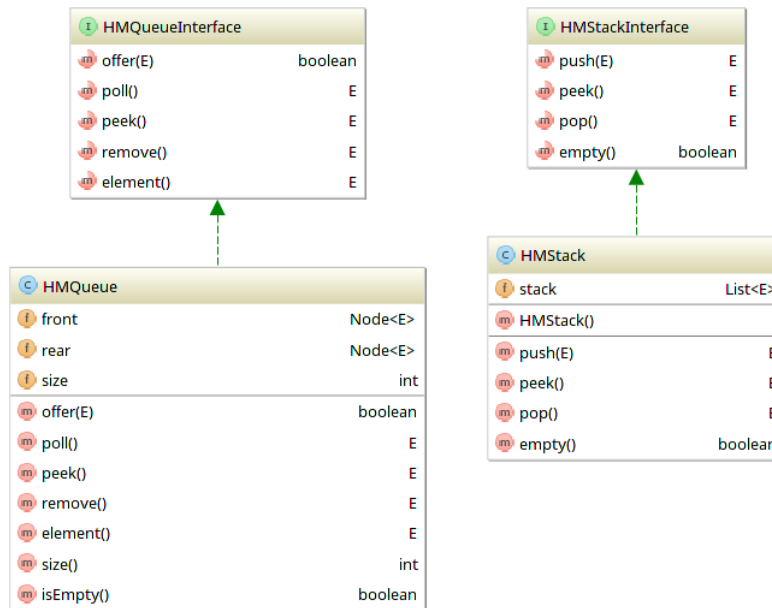 HMQueueInterface
offer(E) boolean
poll() E
peek() E
remove() E
element() E
HMQueue
front Node<E>
rear Node<E>
size int
offer(E) boolean
poll() E
peek() E
remove() E
element() E
size() int
isEmpty() boolean
HMStackInterface
push(E) E
peek() E
pop() E
empty() boolean
HMStack
stack List<E>
HMStack()
push(E) E
peek() E
pop() E
empty() boolean